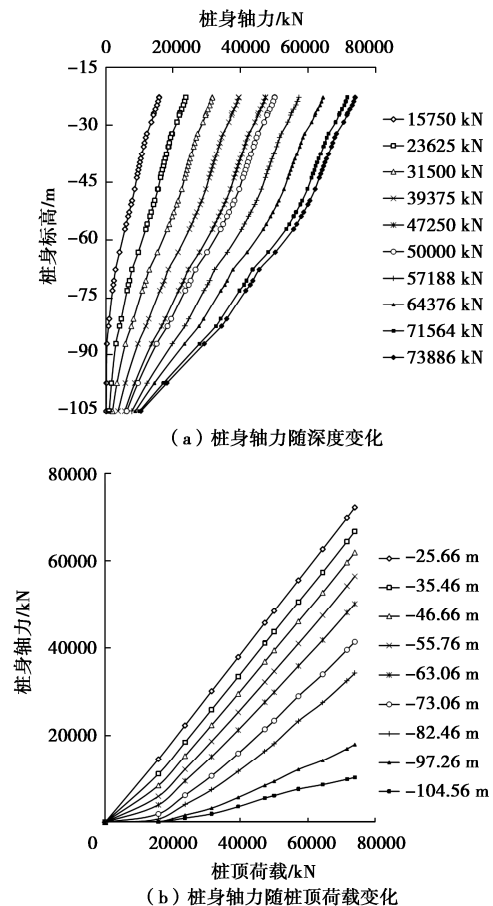 桩身轴力/kN
0 20000 40000 60000 80000
-15
-30
-45
-60
-75
-90
-105
桩身标高/m
15750 kN
23625 kN
31500 kN
39375 kN
47250 kN
50000 kN
57188 kN
64376 kN
71564 kN
73886 kN
（a）桩身轴力随深度变化
80000
60000
40000
20000
0
桩身轴力/kN
-25.66 m
-35.46 m
-46.66 m
-55.76 m
-63.06 m
-73.06 m
-82.46 m
-97.26 m
-104.56 m
20000 40000 60000 80000
桩顶荷载/kN
（b）桩身轴力随桩顶荷载变化